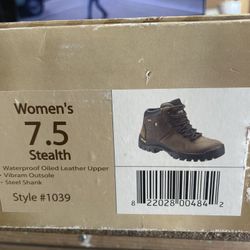 Women's
7.5
Stealth
Waterproof Oiled Leather Upper
- Vibram Outsole
- Steel Shank
Style #1039
8 22028 00484 2